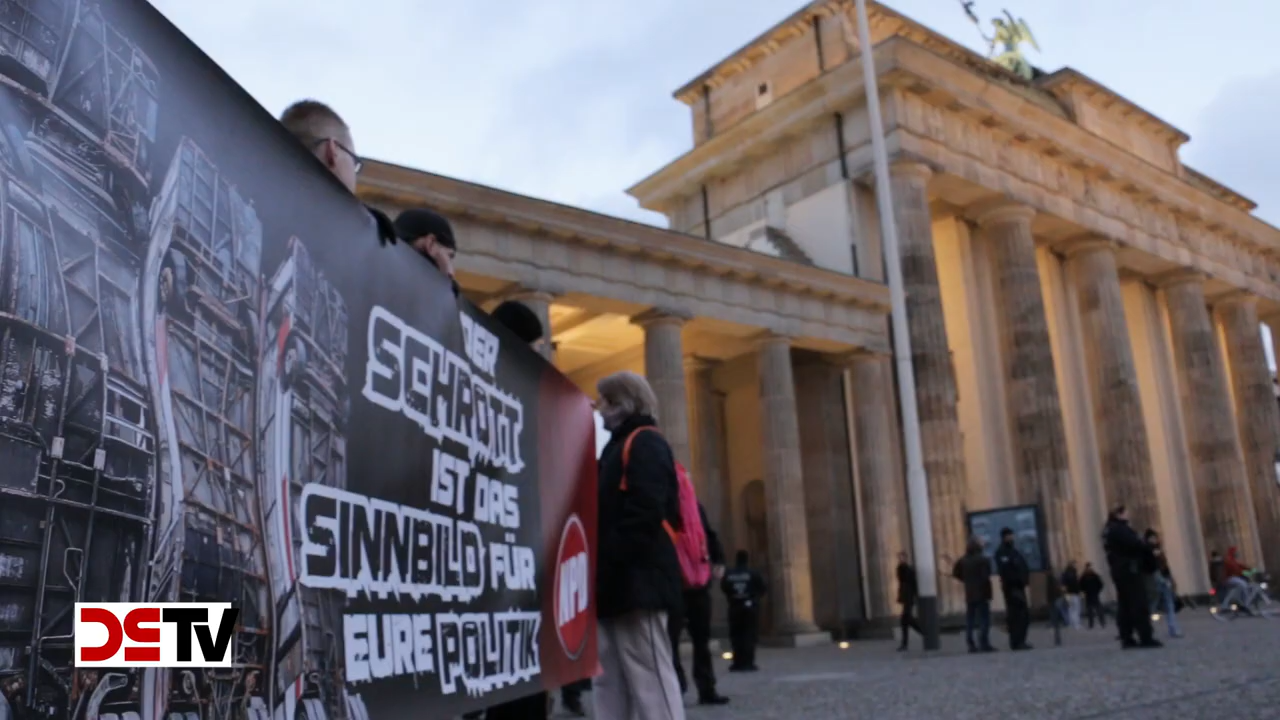 DER
SCHROTT
IST DAS
SINNBILD FÜR
EURE POLITIK
NPD
DSTV